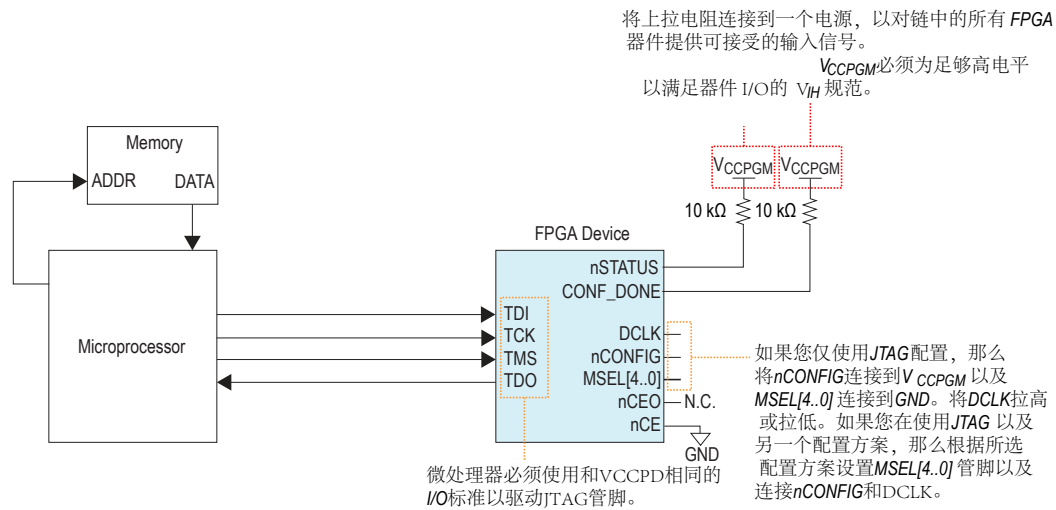 将上拉电阻连接到一个电源，以对链中的所有 FPGA
器件提供可接受的输入信号。
VCCPGM必须为足够高电平
以满足器件 I/O的 VIH 规范。
Memory
ADDR DATA
VCCPGM VCCPGM
10 kΩ 10 kΩ
FPGA Device
nSTATUS
CONF_DONE
Microprocessor
TDI
TCK
TMS
TDO
DCLK
nCONFIG
MSEL[4..0]
nCEO N.C.
nCE
GND
如果您仅使用JTAG配置，那么
将nCONFIG连接到V CCPGM 以及
MSEL[4..0] 连接到GND。将DCLK拉高
或拉低。如果您在使用JTAG 以及
另一个配置方案，那么根据所选
配置方案设置MSEL[4..0] 管脚以及
连接nCONFIG和DCLK。
微处理器必须使用和VCCPD相同的
I/O标准以驱动JTAG管脚。